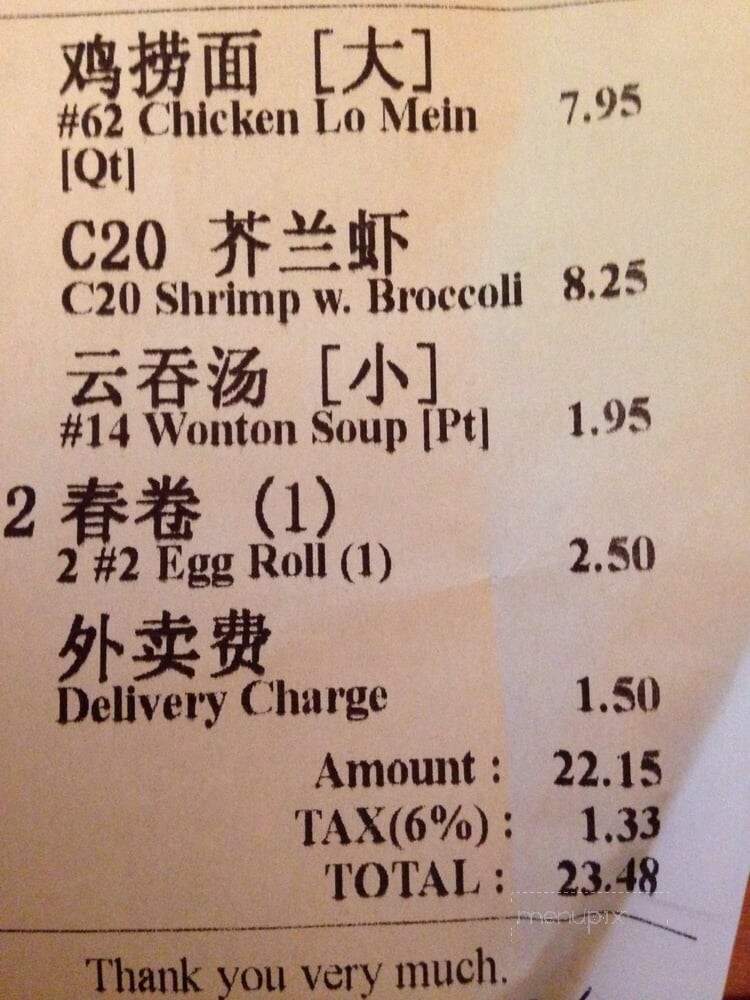 鸡捞面 [大]
#62 Chicken Lo Mein 7.95
[Qt]
C20 芥兰虾
C20 Shrimp w. Broccoli 8.25
云吞汤 [小]
#14 Wonton Soup [Pt] 1.95
2 春卷 (1)
2 #2 Egg Roll (1) 2.50
外卖费
Delivery Charge 1.50
Amount : 22.15
TAX(6%) : 1.33
TOTAL : 23.48
menupix
Thank you very much.